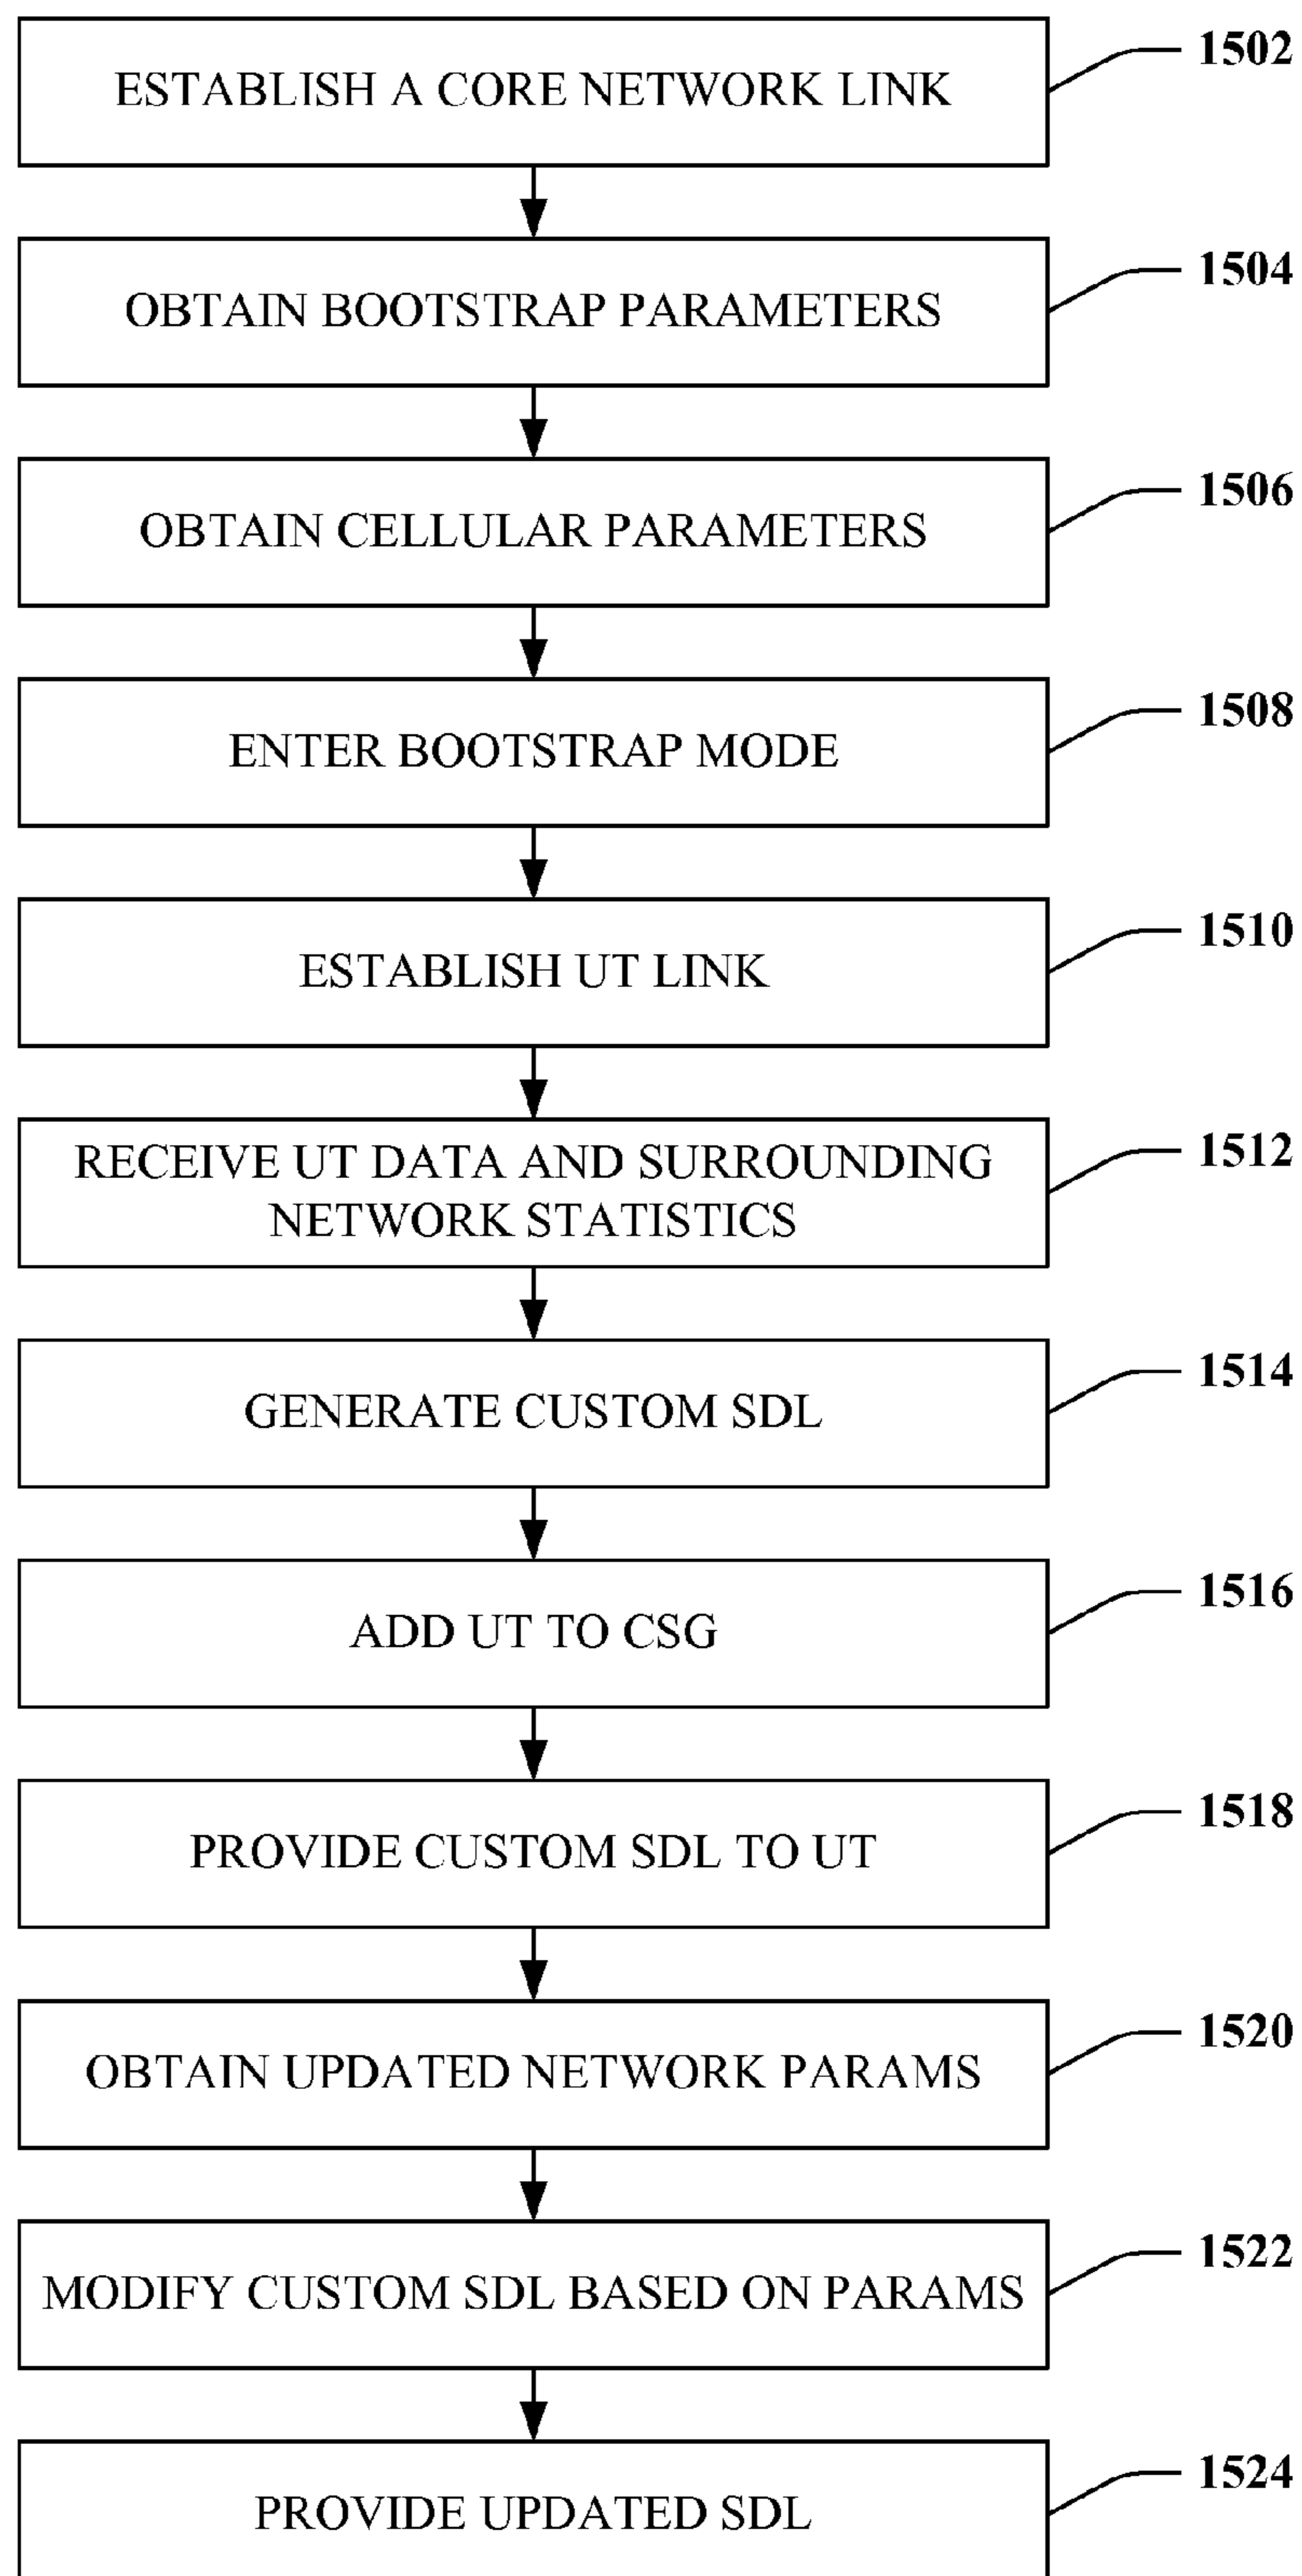 ESTABLISH A CORE NETWORK LINK
1502
OBTAIN BOOTSTRAP PARAMETERS
1504
OBTAIN CELLULAR PARAMETERS
1506
ENTER BOOTSTRAP MODE
1508
ESTABLISH UT LINK
1510
RECEIVE UT DATA AND SURROUNDING
NETWORK STATISTICS
1512
GENERATE CUSTOM SDL
1514
ADD UT TO CSG
1516
PROVIDE CUSTOM SDL TO UT
1518
OBTAIN UPDATED NETWORK PARAMS
1520
MODIFY CUSTOM SDL BASED ON PARAMS
1522
PROVIDE UPDATED SDL
1524